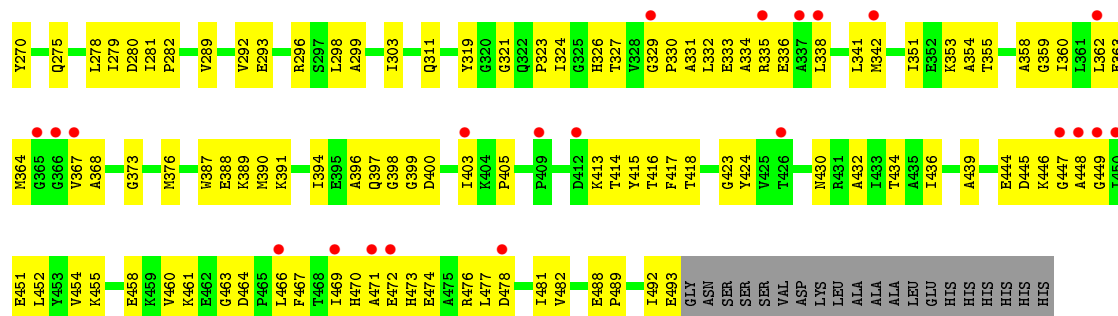 Y270 Q275 L278 I279 D280 I281 P282 V289 V292 E293 R296 S297 L298 A299 I303 Q311 Y319 G320 G321 Q322 P323 I324 G325 H326 T327 V328 G329 P330 A331 L332 E333 A334 R335 E336 A337 L338 L341 M342 I351 E352 K353 A354 T355 A358 G359 I360 L361 L362 F363
M364 G365 G366 V367 A368 G373 M376 W387 E388 K389 M390 K391 I394 E395 A396 Q397 G398 G399 D400 I403 K404 P405 P409 D412 K413 T414 Y415 T416 F417 T418 G423 Y424 V425 T426 N430 R431 A432 I433 T434 A435 I436 A439 E444 D445 K446 G447 A448 G449 I450
E451 L452 Y453 V454 K455 E458 K459 V460 K461 E462 G463 D464 P465 L466 F467 T468 I469 H470 A471 E472 H473 E474 A475 R476 L477 D478 I481 V482 E488 P489 I492 E493 GLY ASN SER SER SER VAL ASP LYS LEU ALA ALA ALA LEU GLU HIS HIS HIS HIS HIS HIS